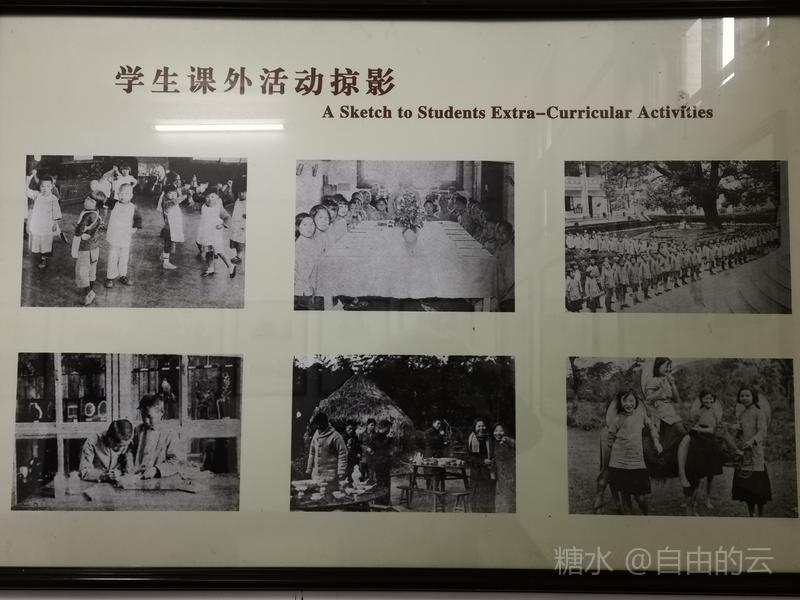 学生课外活动掠影
A Sketch to Students Extra-Curricular Activities
糖水 @自由的云